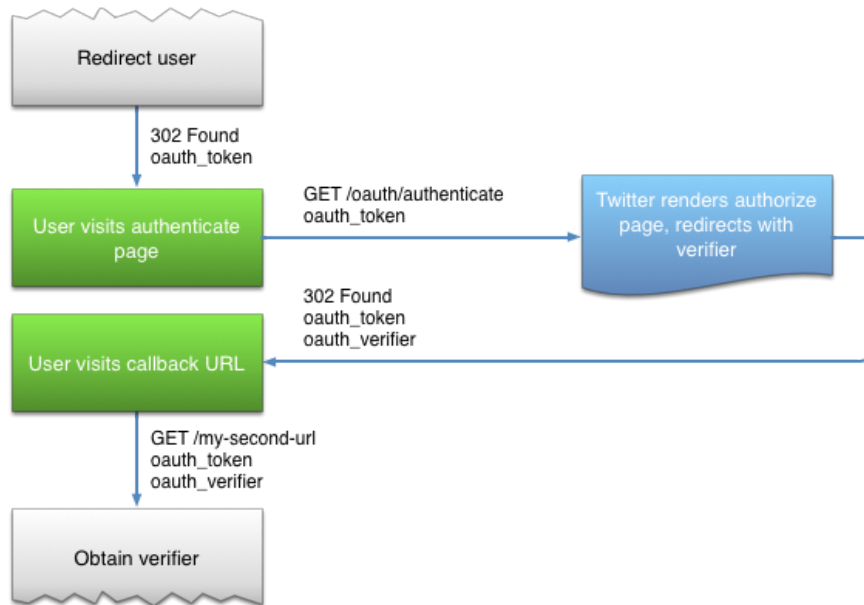 Redirect user
302 Found
oauth_token
User visits authenticate
page
GET /oauth/authenticate
oauth_token
Twitter renders authorize
page, redirects with
verifier
302 Found
oauth_token
oauth_verifier
User visits callback URL
GET /my-second-url
oauth_token
oauth_verifier
Obtain verifier